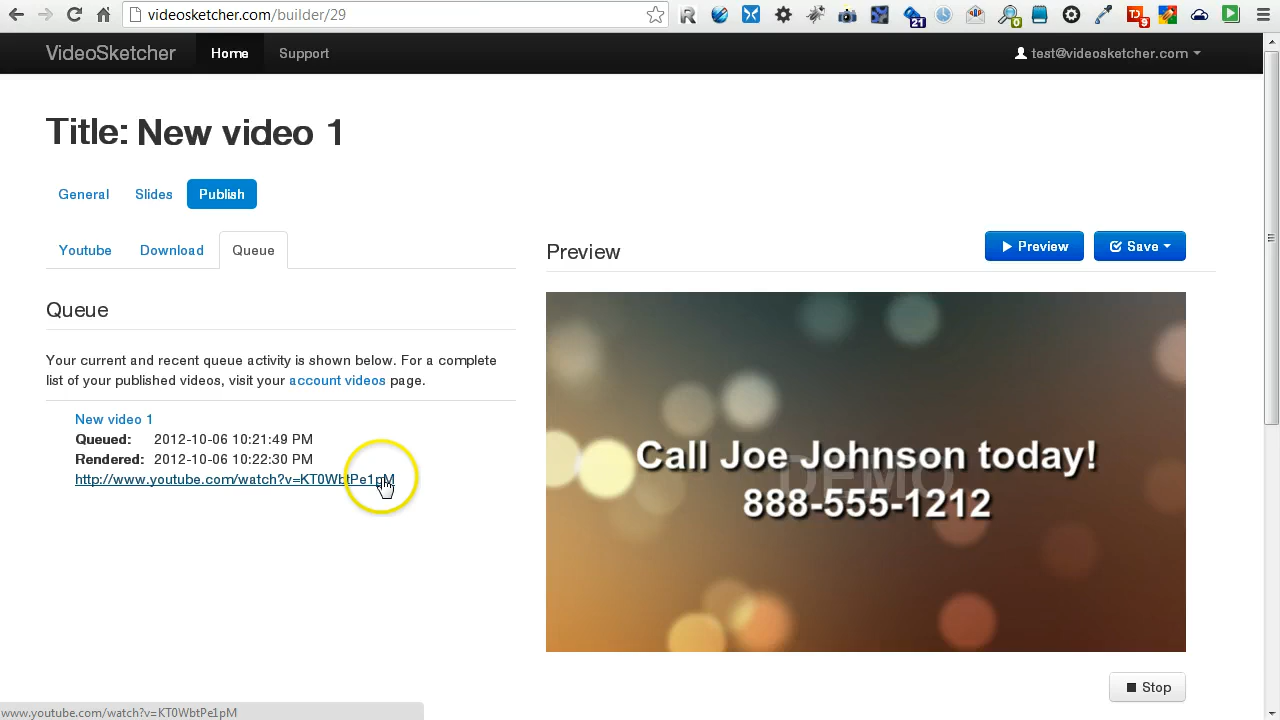 videosketcher.com/builder/29
21
0
9
VideoSketcher
Home
Support
test@videosketcher.com
Title: New video 1
General
Slides
Publish
Youtube
Download
Queue
Preview
Preview
Save
Queue
Your current and recent queue activity is shown below. For a complete
list of your published videos, visit your account videos page.
New video 1
Queued: 2012-10-06 10:21:49 PM
Rendered: 2012-10-06 10:22:30 PM
http://www.youtube.com/watch?v=KT0WbtPe1pM
Call Joe Johnson today!
DEMO
888-555-1212
Stop
www.youtube.com/watch?v=KT0WbtPe1pM